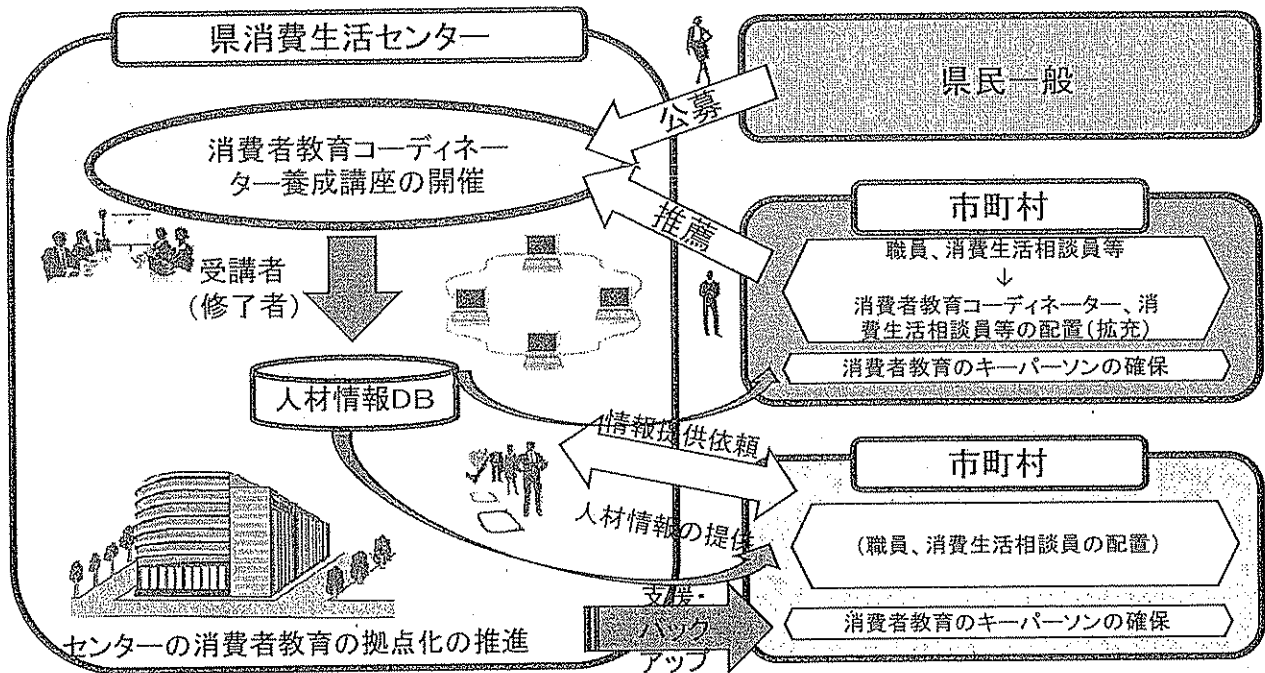 県消費生活センター
県民一般
公募
消費者教育コーディネー
ター養成講座の開催
推薦
市町村
職員、消費生活相談員等
↓
消費者教育コーディネーター、消
費生活相談員等の配置(拡充)
消費者教育のキーパーソンの確保
受講者
(修了者)
人材情報DB
情報提供依頼
人材情報の提供
市町村
(職員、消費生活相談員の配置)
消費者教育のキーパーソンの確保
支援・
バック
アップ
センターの消費者教育の拠点化の推進